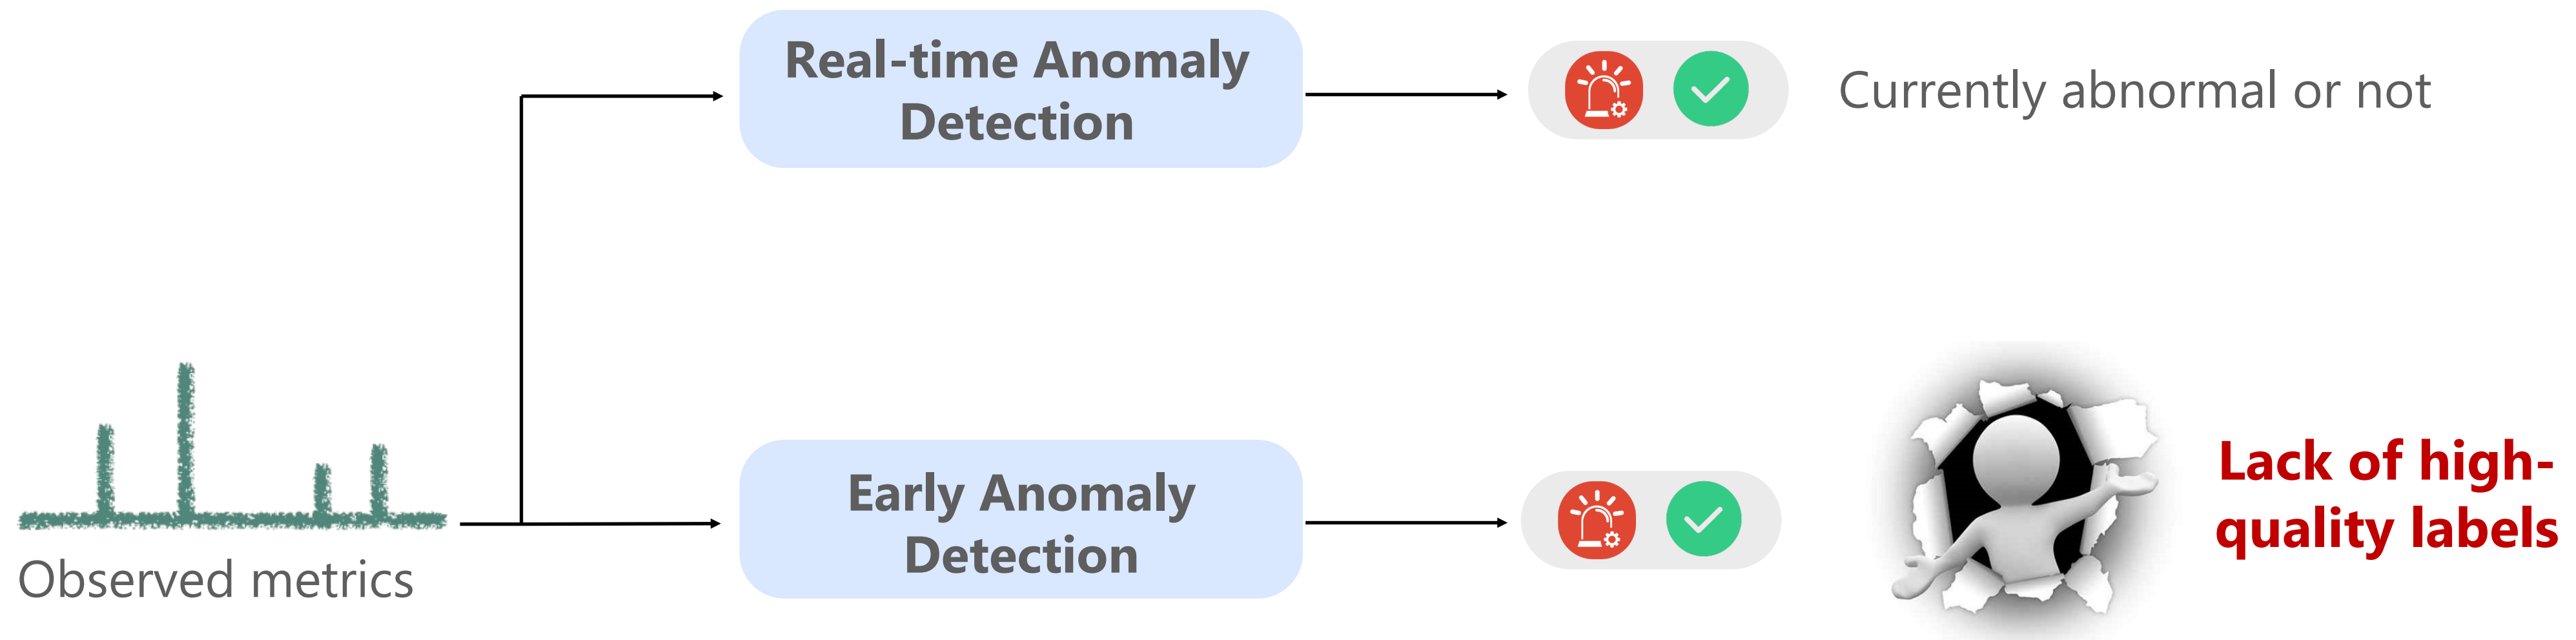 Real-time Anomaly
Detection
Currently abnormal or not
Early Anomaly
Detection
Lack of high-
quality labels
Observed metrics